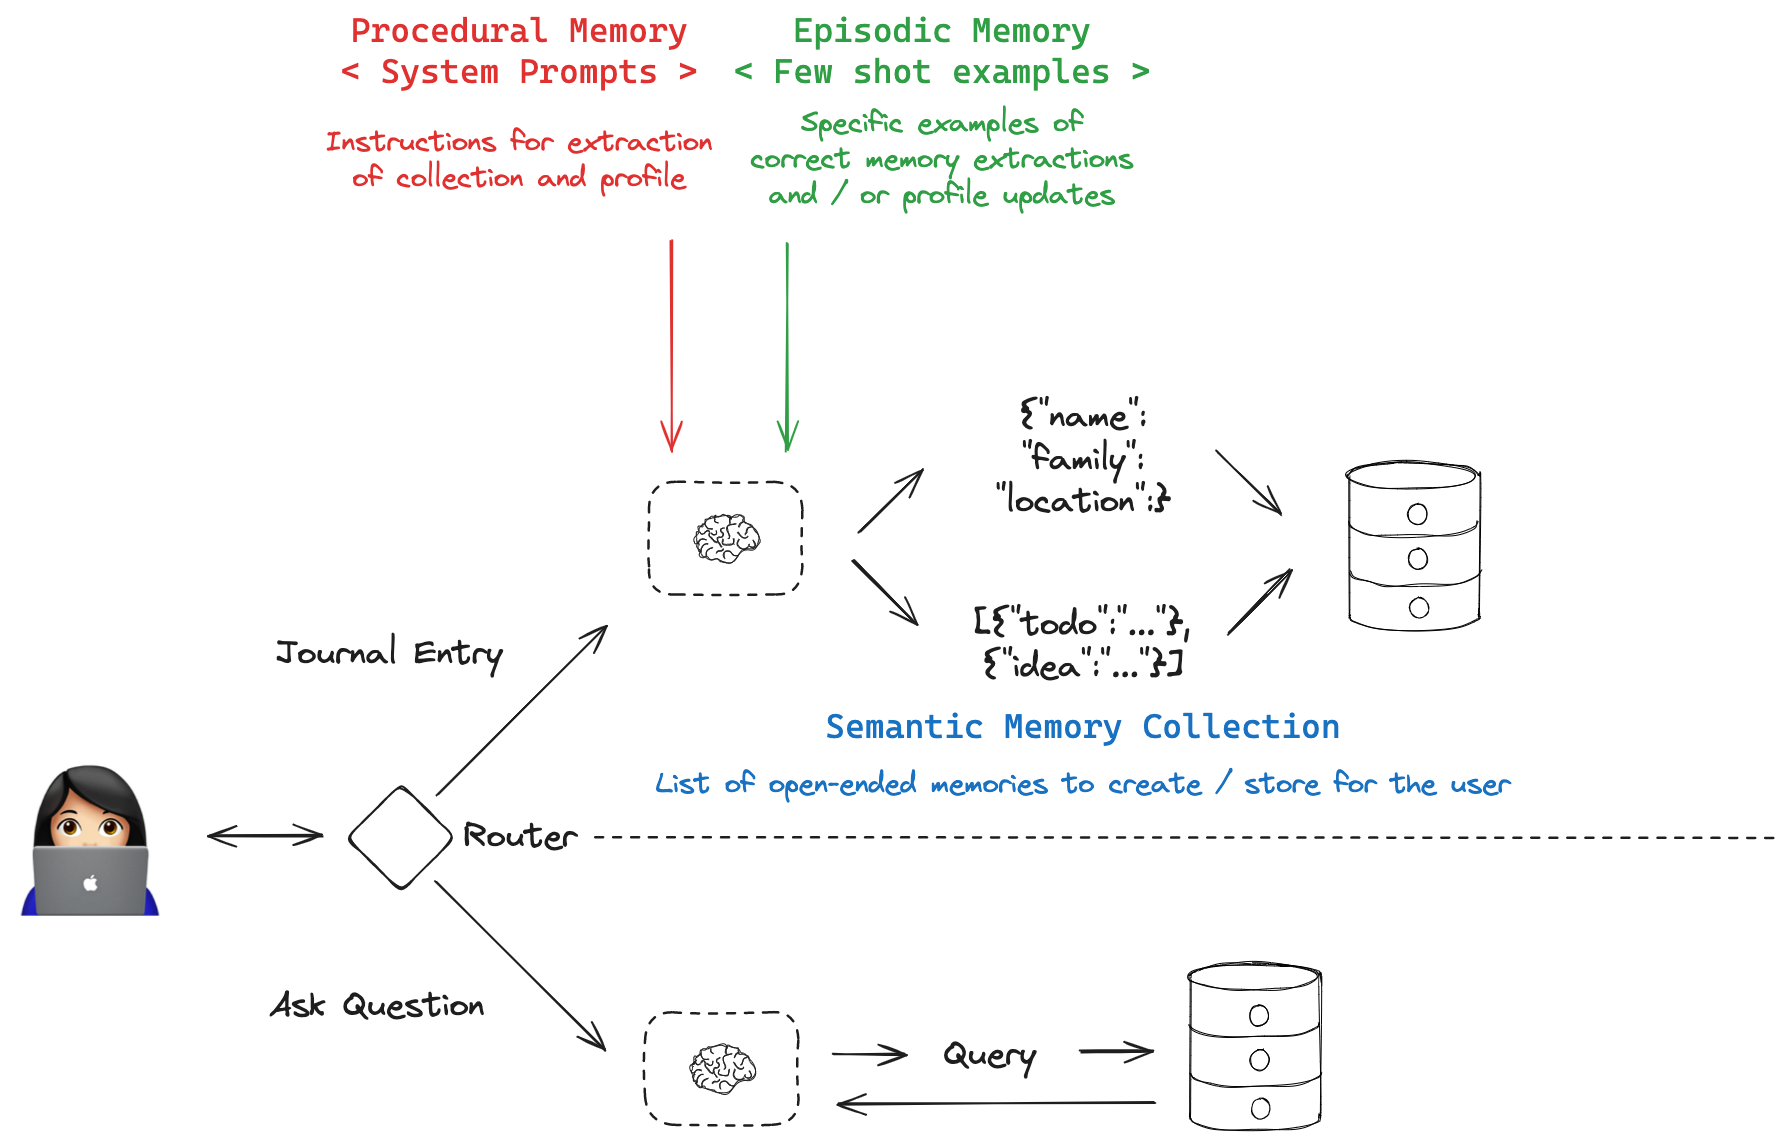 Procedural Memory
< System Prompts >
Instructions for extraction
of collection and profile
Episodic Memory
< Few shot examples >
Specific examples of
correct memory extractions
and / or profile updates
{"name":
"family":
"location":}
[{"todo":"..."},
{"idea":"..."}]
Semantic Memory Collection
List of open-ended memories to create / store for the user
Journal Entry
Router
Ask Question
Query